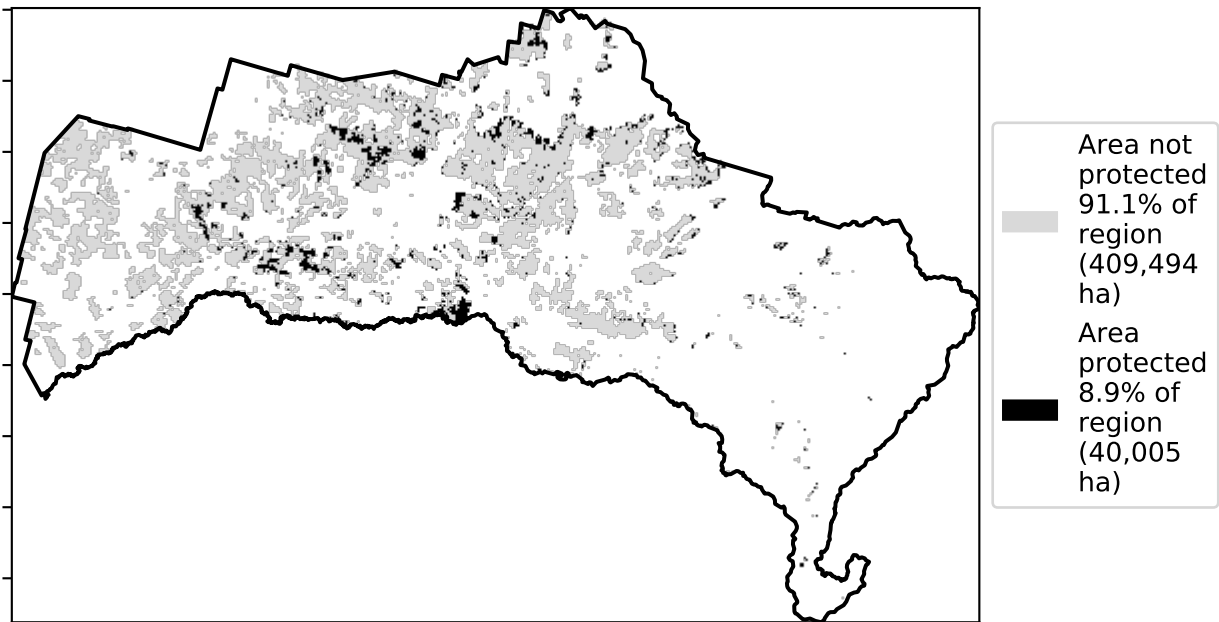 Area not
protected
91.1% of
region
(409,494
ha)
Area
protected
8.9% of
region
(40,005
ha)